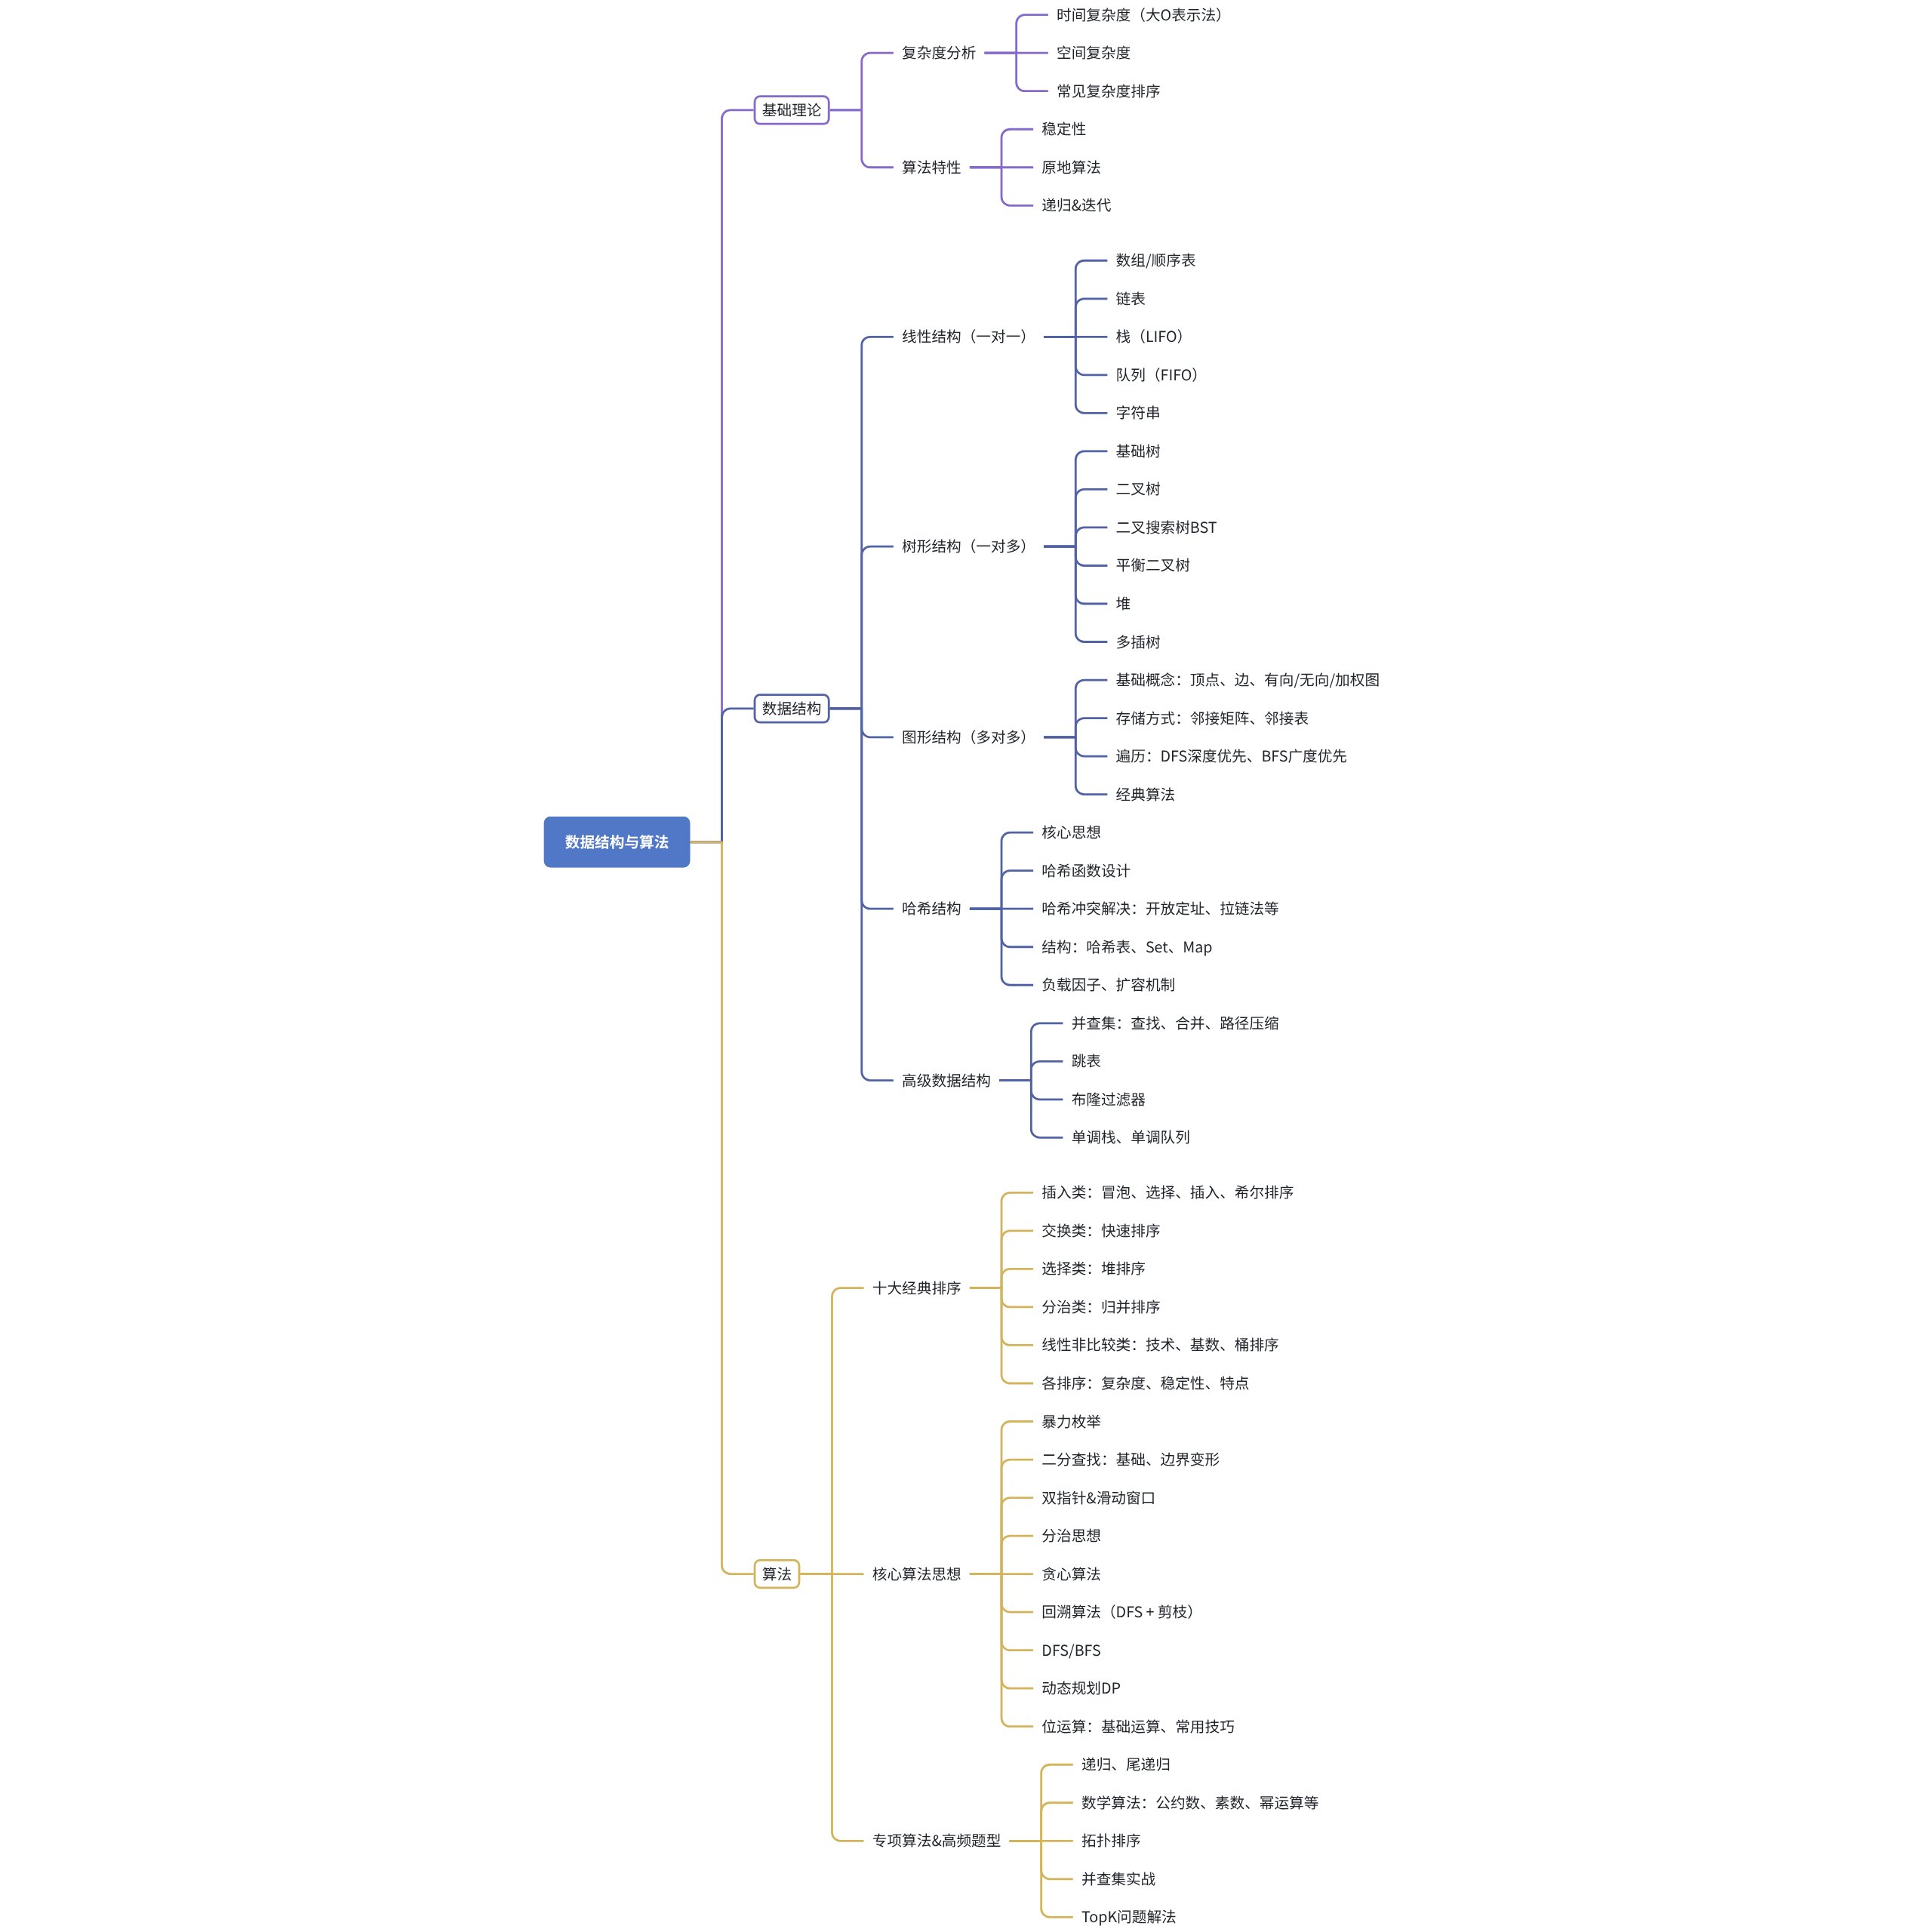 数据结构与算法
基础理论
复杂度分析
时间复杂度（大O表示法）
空间复杂度
常见复杂度排序
算法特性
稳定性
原地算法
递归&迭代
数据结构
线性结构（一对一）
数组/顺序表
链表
栈（LIFO）
队列（FIFO）
字符串
树形结构（一对多）
基础树
二叉树
二叉搜索树BST
平衡二叉树
堆
多插树
图形结构（多对多）
基础概念：顶点、边、有向/无向/加权图
存储方式：邻接矩阵、邻接表
遍历：DFS深度优先、BFS广度优先
经典算法
哈希结构
核心思想
哈希函数设计
哈希冲突解决：开放定址、拉链法等
结构：哈希表、Set、Map
负载因子、扩容机制
高级数据结构
并查集：查找、合并、路径压缩
跳表
布隆过滤器
单调栈、单调队列
算法
十大经典排序
插入类：冒泡、选择、插入、希尔排序
交换类：快速排序
选择类：堆排序
分治类：归并排序
线性非比较类：技术、基数、桶排序
各排序：复杂度、稳定性、特点
核心算法思想
暴力枚举
二分查找：基础、边界变形
双指针&滑动窗口
分治思想
贪心算法
回溯算法（DFS + 剪枝）
DFS/BFS
动态规划DP
位运算：基础运算、常用技巧
专项算法&高频题型
递归、尾递归
数学算法：公约数、素数、幂运算等
拓扑排序
并查集实战
TopK问题解法